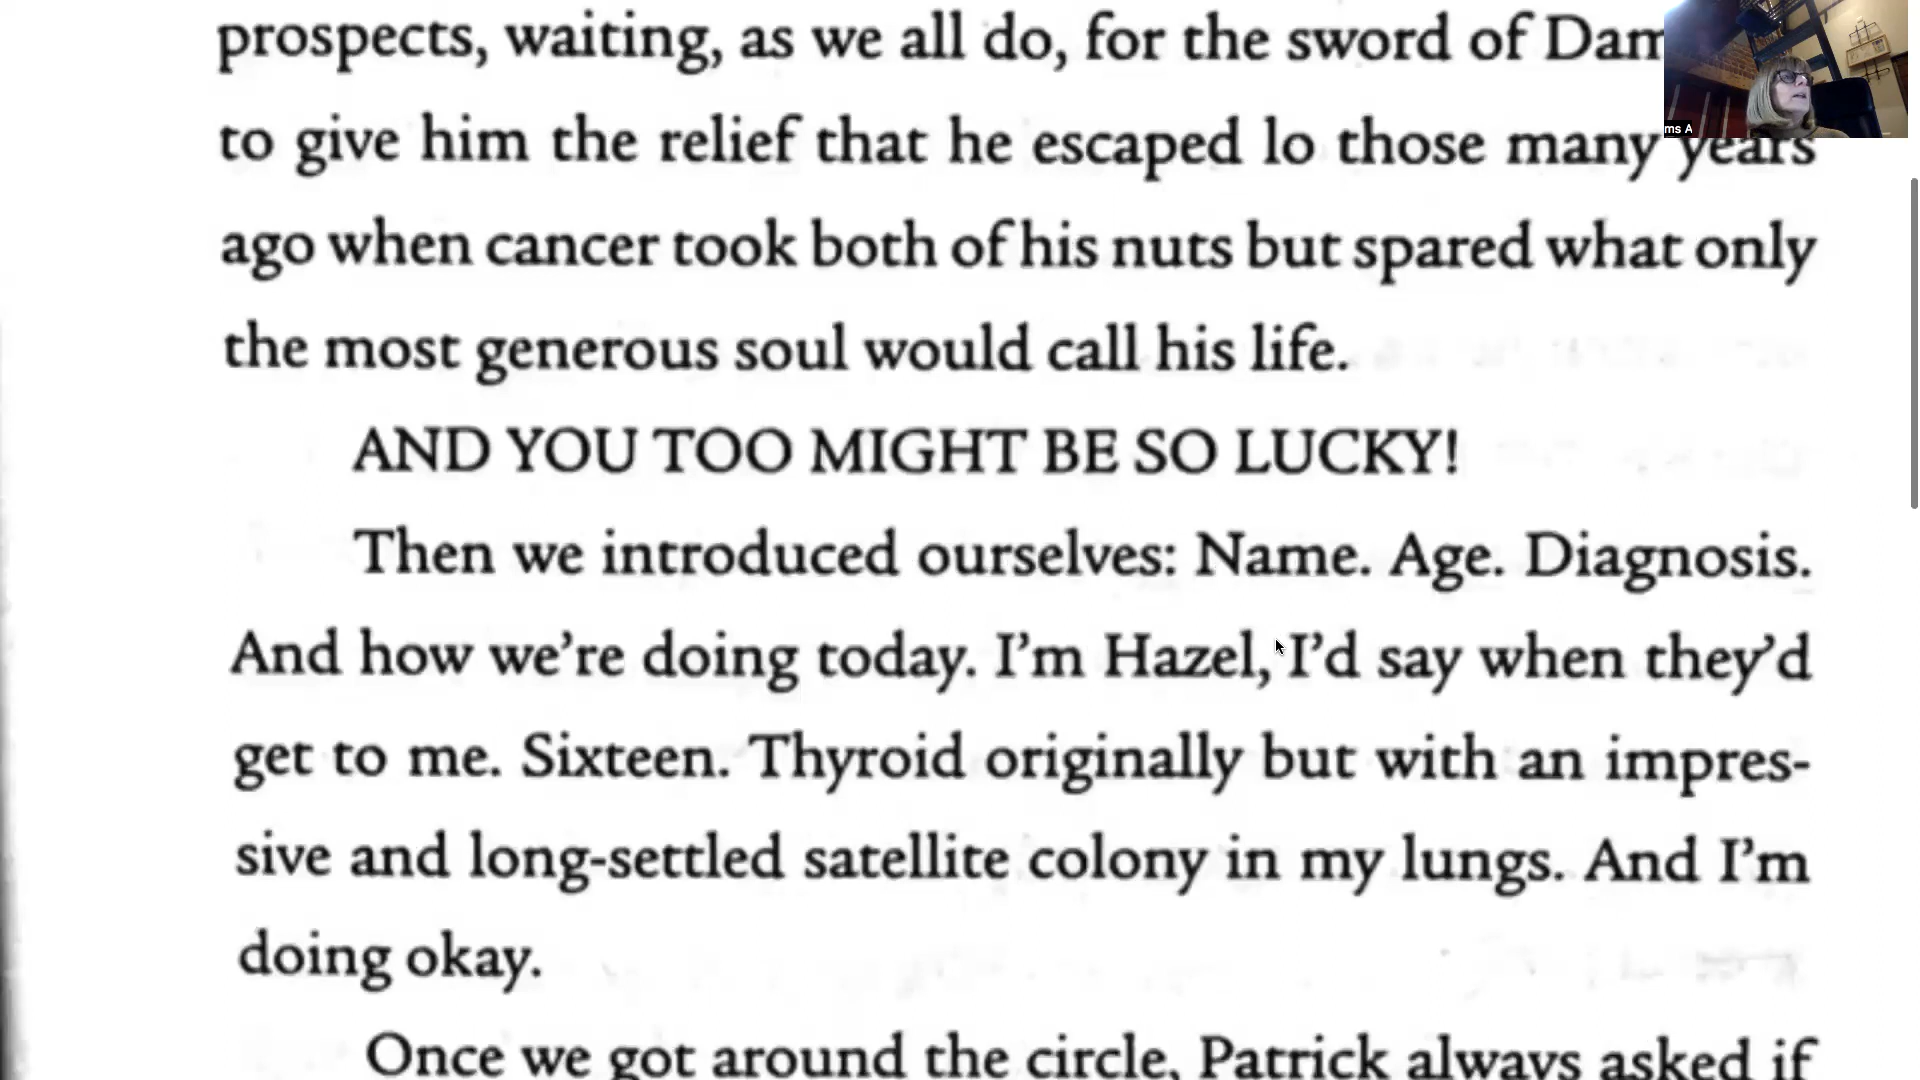 prospects, waiting, as we all do, for the sword of
to give him the relief that he escaped lo those many years
ago when cancer took both of his nuts but spared what only
the most generous soul would call his life.
AND YOU TOO MIGHT BE SO LUCKY!
Then we introduced ourselves: Name. Age. Diagnosis.
And how we're doing today. I'm Hazel, I'd say when they'd
get to me. Sixteen. Thyroid originally but with an impres-
sive and long-settled satellite colony in my lungs. And I'm
doing okay.
Once we got around the circle, Patrick always asked if
ms A